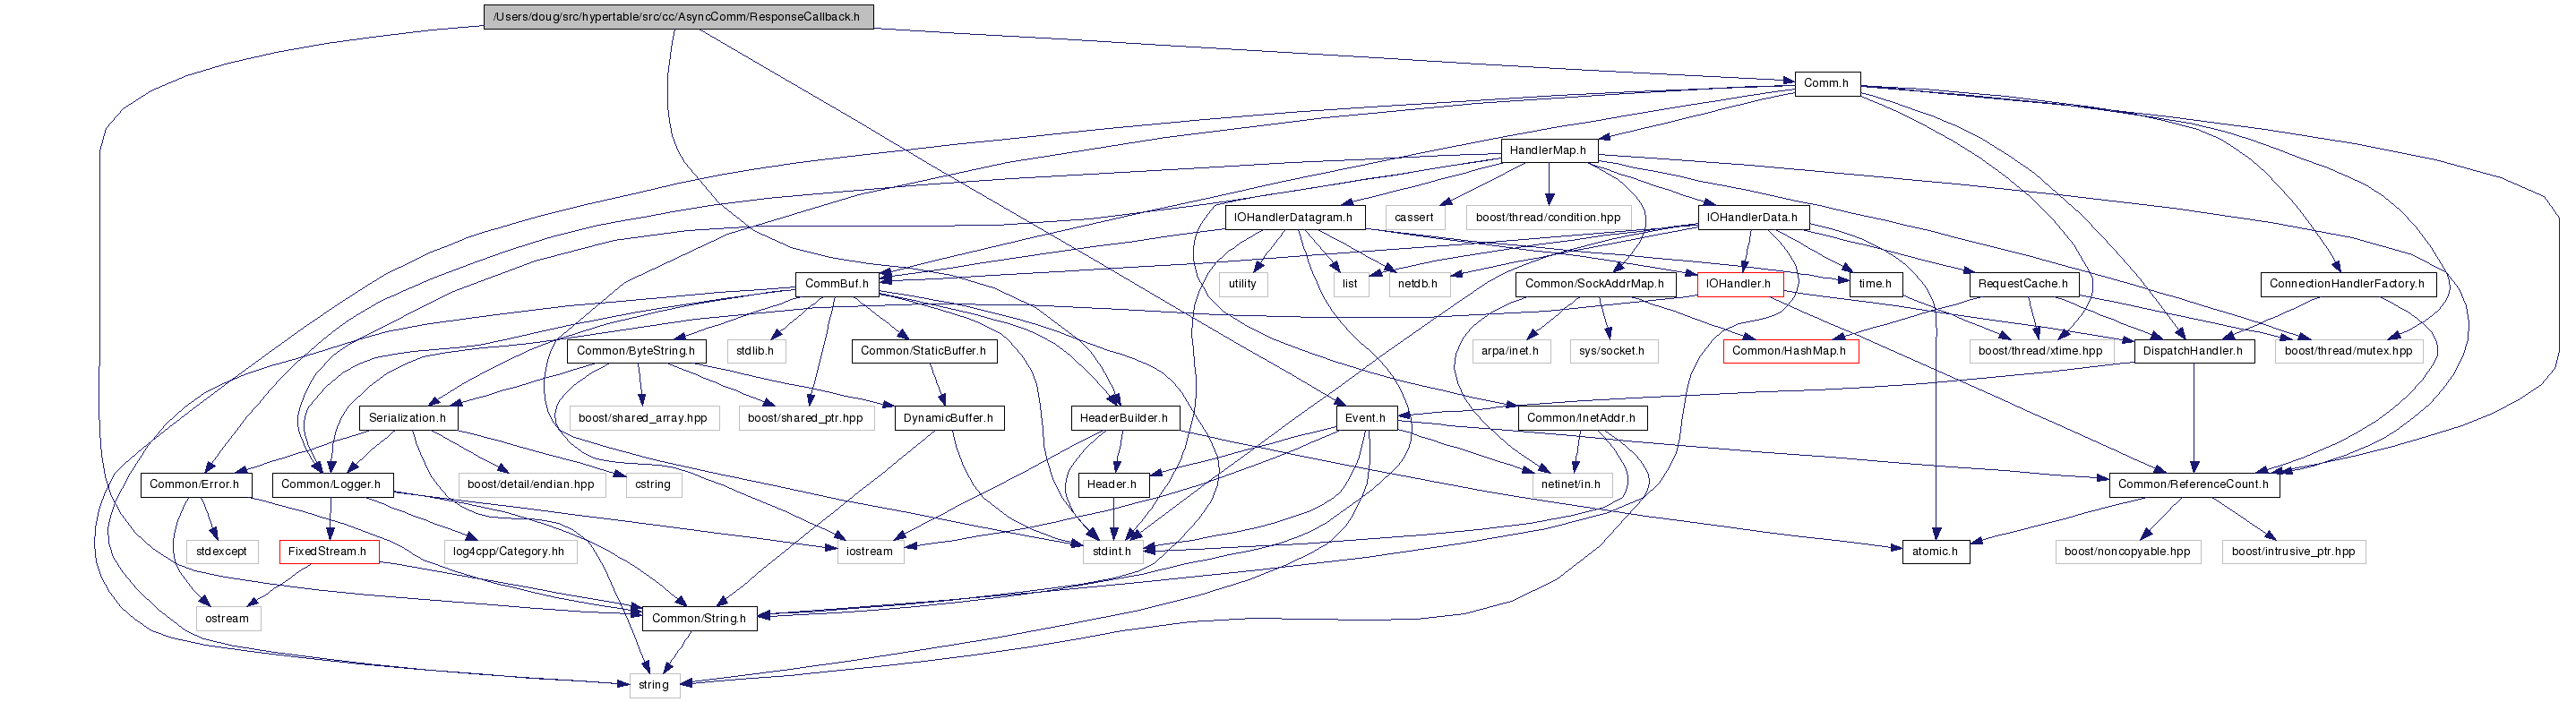 /Users/doug/src/hypertable/src/cc/AsyncComm/ResponseCallback.h
Comm.h
HandlerMap.h
IOHandlerDatagram.h
cassert
boost/thread/condition.hpp
IOHandlerData.h
CommBuf.h
utility
list
netdb.h
Common/SockAddrMap.h
IOHandler.h
time.h
RequestCache.h
ConnectionHandlerFactory.h
Common/ByteString.h
stdlib.h
Common/StaticBuffer.h
arpa/inet.h
sys/socket.h
Common/HashMap.h
boost/thread/xtime.hpp
DispatchHandler.h
boost/thread/mutex.hpp
Serialization.h
boost/shared_array.hpp
boost/shared_ptr.hpp
DynamicBuffer.h
HeaderBuilder.h
Event.h
Common/InetAddr.h
Common/Error.h
Common/Logger.h
boost/detail/endian.hpp
cstring
Header.h
netinet/in.h
Common/ReferenceCount.h
stdexcept
FixedStream.h
log4cpp/Category.hh
iostream
stdint.h
atomic.h
boost/noncopyable.hpp
boost/intrusive_ptr.hpp
ostream
Common/String.h
string